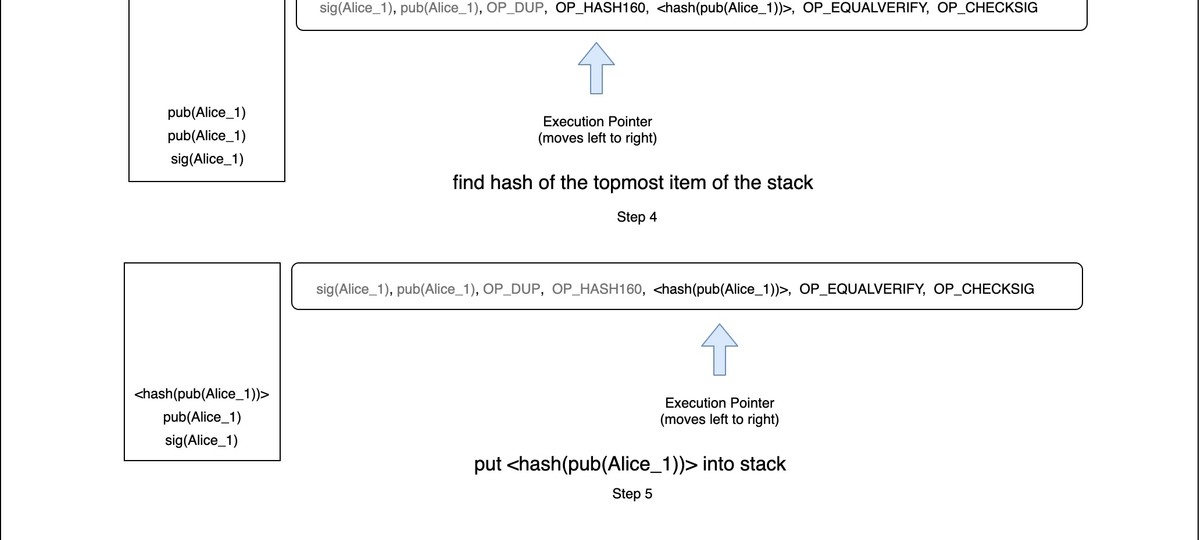 sig(Alice_1), pub(Alice_1), OP_DUP, OP_HASH160, <hash(pub(Alice_1))>, OP_EQUALVERIFY, OP_CHECKSIG
pub(Alice_1)
pub(Alice_1)
sig(Alice_1)
Execution Pointer
(moves left to right)
find hash of the topmost item of the stack
Step 4
sig(Alice_1), pub(Alice_1), OP_DUP, OP_HASH160, <hash(pub(Alice_1))>, OP_EQUALVERIFY, OP_CHECKSIG
<hash(pub(Alice_1))>
pub(Alice_1)
sig(Alice_1)
Execution Pointer
(moves left to right)
put <hash(pub(Alice_1))> into stack
Step 5